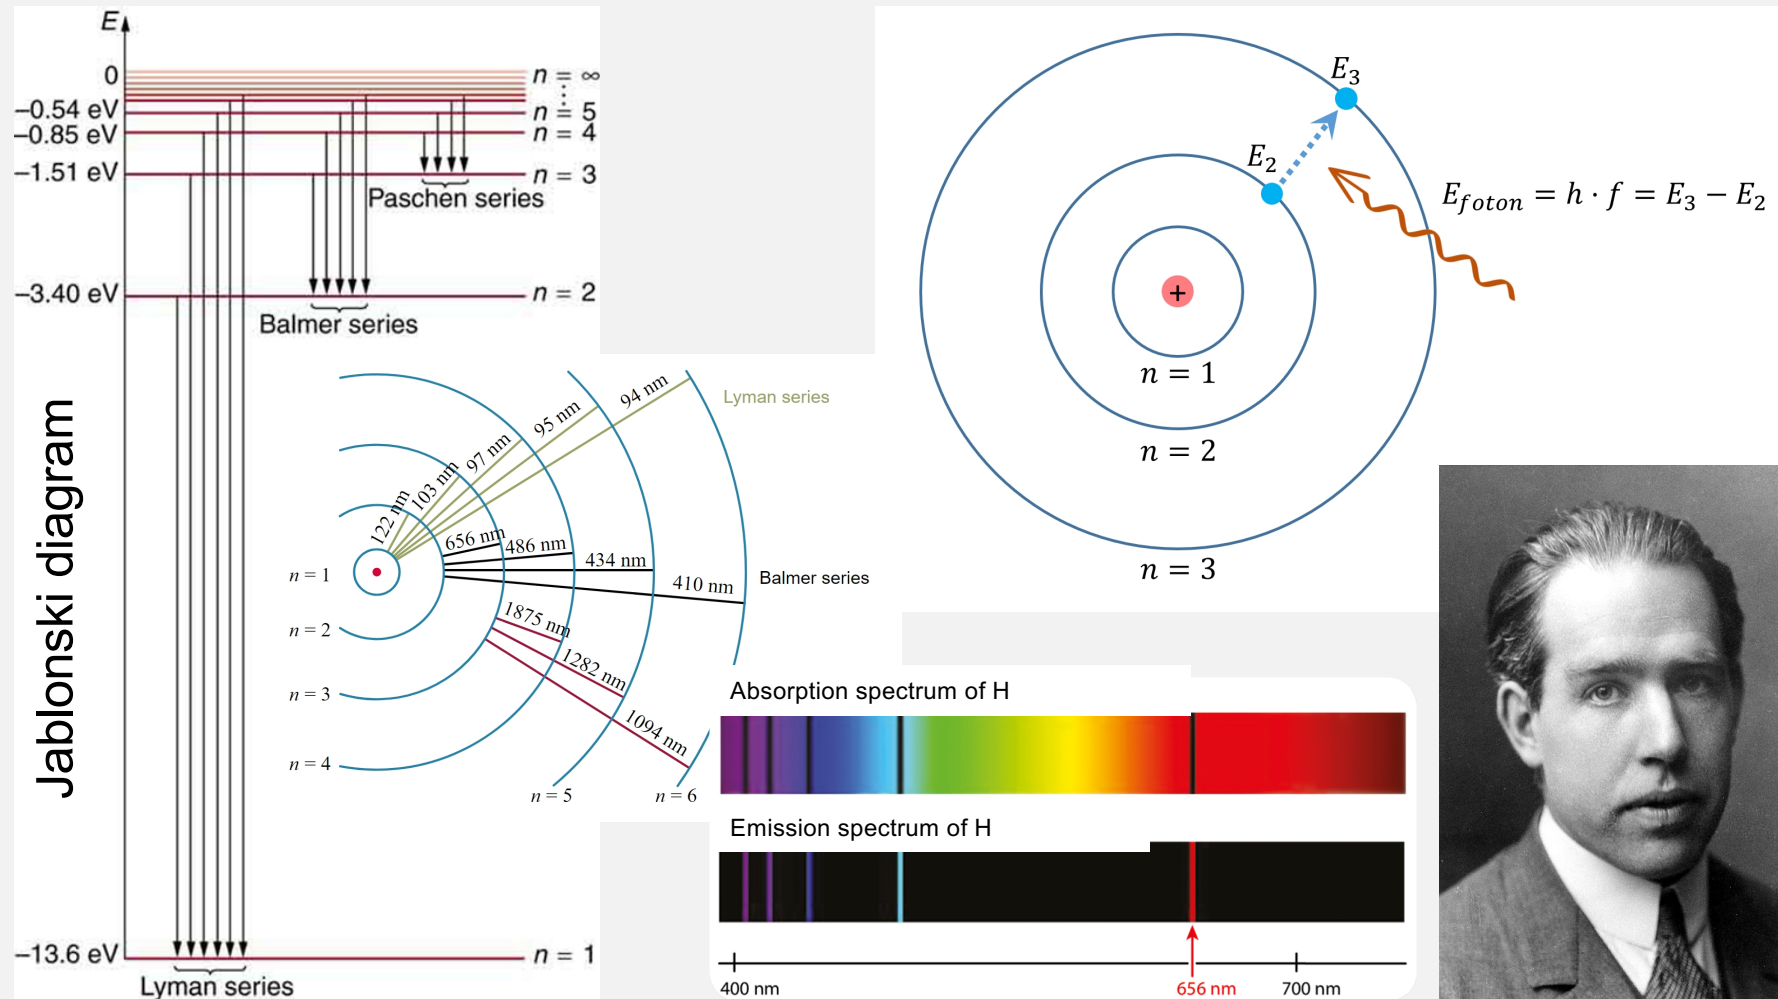 E
0
n = ∞
⋮
−0.54 eV
n = 5
−0.85 eV
n = 4
−1.51 eV
n = 3
Paschen series
−3.40 eV
n = 2
Balmer series
−13.6 eV
n = 1
Lyman series
Jablonski diagram
122 nm
103 nm
97 nm
95 nm
94 nm
Lyman series
656 nm
486 nm
434 nm
410 nm
Balmer series
1875 nm
1282 nm
1094 nm
n = 1
n = 2
n = 3
n = 4
n = 5
n = 6
E₃
E₂
E_foton = h · f = E₃ − E₂
+
n = 1
n = 2
n = 3
Absorption spectrum of H
Emission spectrum of H
400 nm
656 nm
700 nm